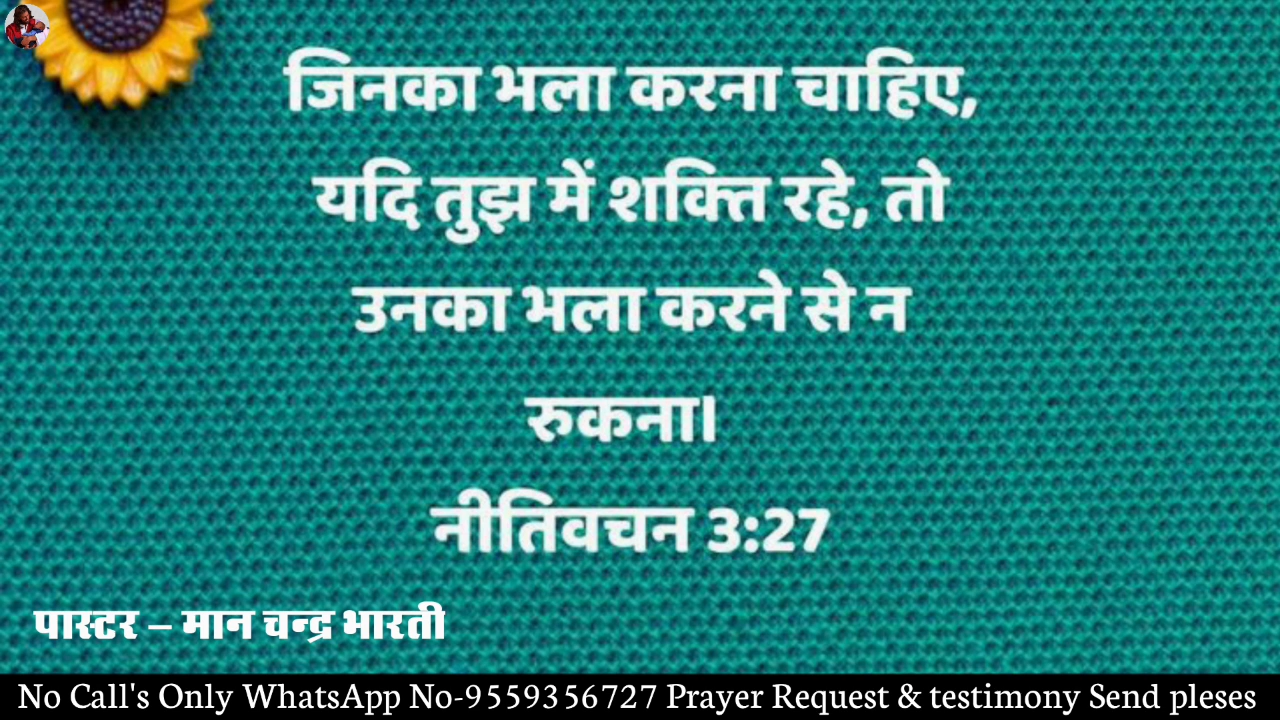 जिनका भला करना चाहिए,
यदि तुझ में शक्ति रहे, तो
उनका भला करने से न
रुकना।
नीतिवचन 3:27
पास्टर – मान चन्द्र भारती
No Call's Only WhatsApp No-9559356727 Prayer Request & testimony Send pleses